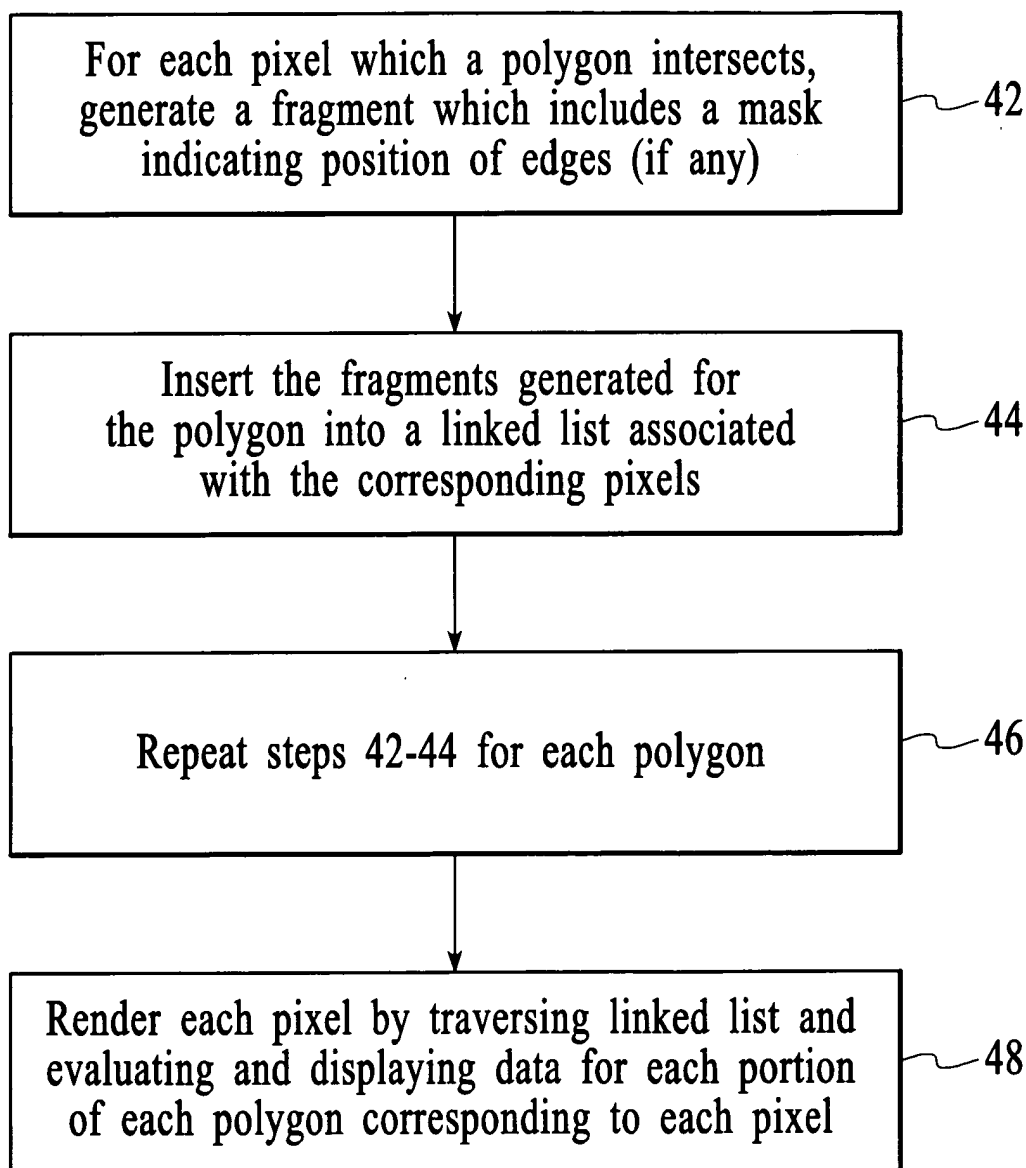 For each pixel which a polygon intersects,
generate a fragment which includes a mask
indicating position of edges (if any)
42
Insert the fragments generated for
the polygon into a linked list associated
with the corresponding pixels
44
Repeat steps 42-44 for each polygon
46
Render each pixel by traversing linked list and
evaluating and displaying data for each portion
of each polygon corresponding to each pixel
48